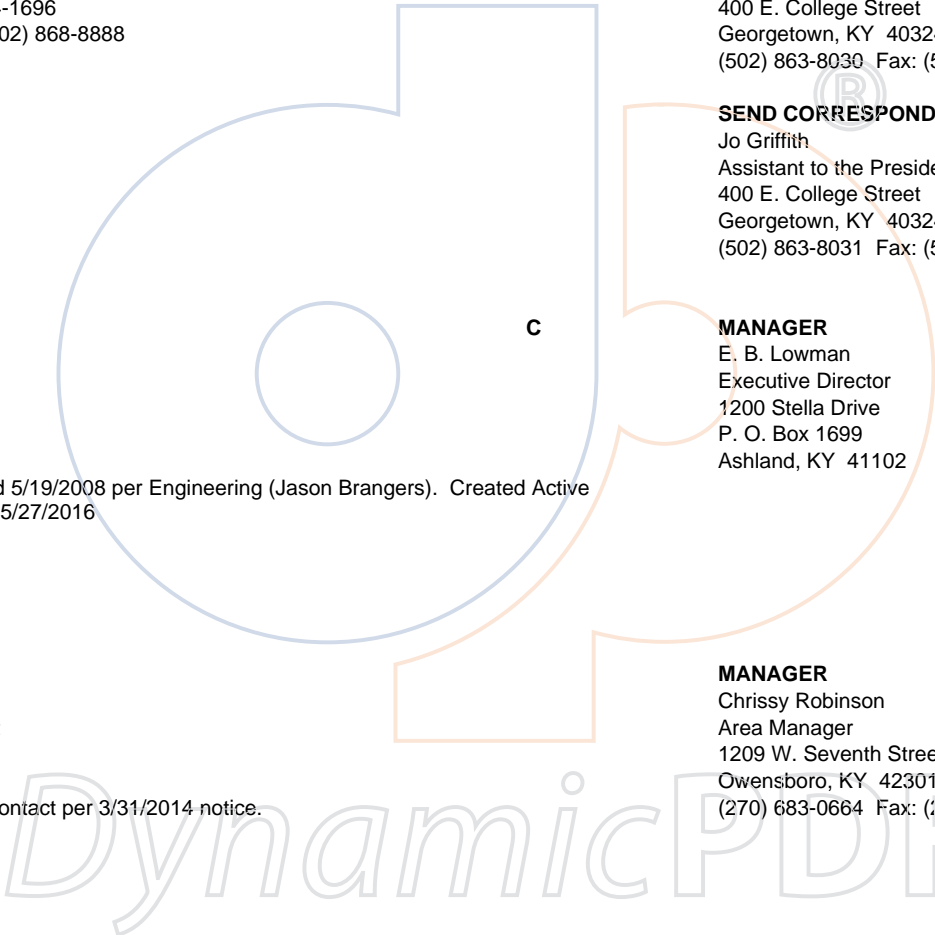 -1696
02) 868-8888
400 E. College Street
Georgetown, KY 4032
(502) 863-8030 Fax: (5
®
SEND CORRESPOND
Jo Griffith
Assistant to the Preside
400 E. College Street
Georgetown, KY 4032
(502) 863-8031 Fax: (5
C
MANAGER
E. B. Lowman
Executive Director
1200 Stella Drive
P. O. Box 1699
Ashland, KY 41102
d 5/19/2008 per Engineering (Jason Brangers). Created Active
5/27/2016
MANAGER
Chrissy Robinson
Area Manager
1209 W. Seventh Stree
Owensboro, KY 42301
(270) 683-0664 Fax: (2
ontact per 3/31/2014 notice.
DynamicPDF